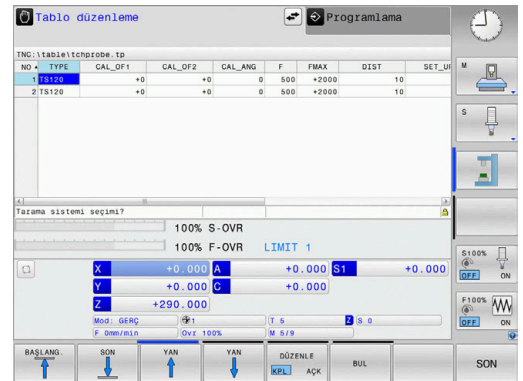 Tablo düzenleme
Programlama
TNC:\table\tchprobe.tp
NO TYPE CAL_OF1 CAL_OF2 CAL_ANG F FMAX DIST SET_UP
1 TS120 +0 +0 0 500 +2000 10
2 TS120 +0 +0 0 500 +2000 10
Tarama sistemi seçimi?
100% S-OVR
100% F-OVR LIMIT 1
X +0.000 A +0.000 S1 +0.000
Y +0.000 C +0.000
Z +290.000
Mod: GERÇ 1 T 5 Z S 0
F 0mm/min Ovr 100% M 5/9
M
S
S100%
OFF ON
F100%
OFF ON
BAŞLANG. SON YAN YAN DÜZENLE BUL SON
KPL AÇK